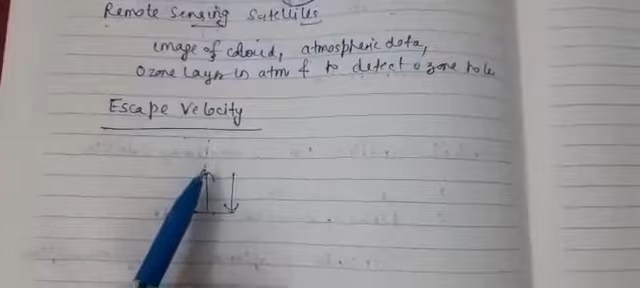 Remote Sensing Satellites
image of cloud, atmospheric data,
Ozone layer in atm & to detect ozone hole
Escape Velocity